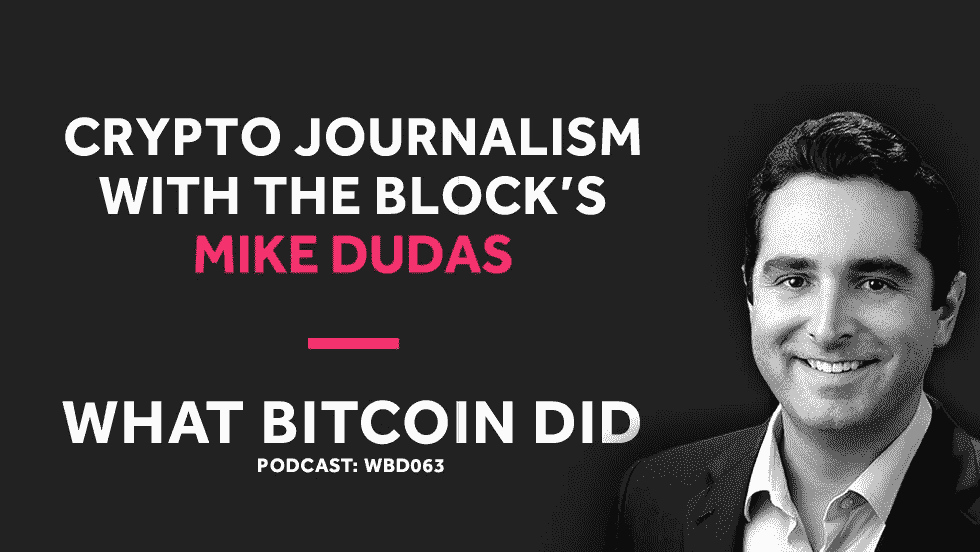 CRYPTO JOURNALISM
WITH THE BLOCK’S
MIKE DUDAS
WHAT BITCOIN DID
PODCAST: WBD063